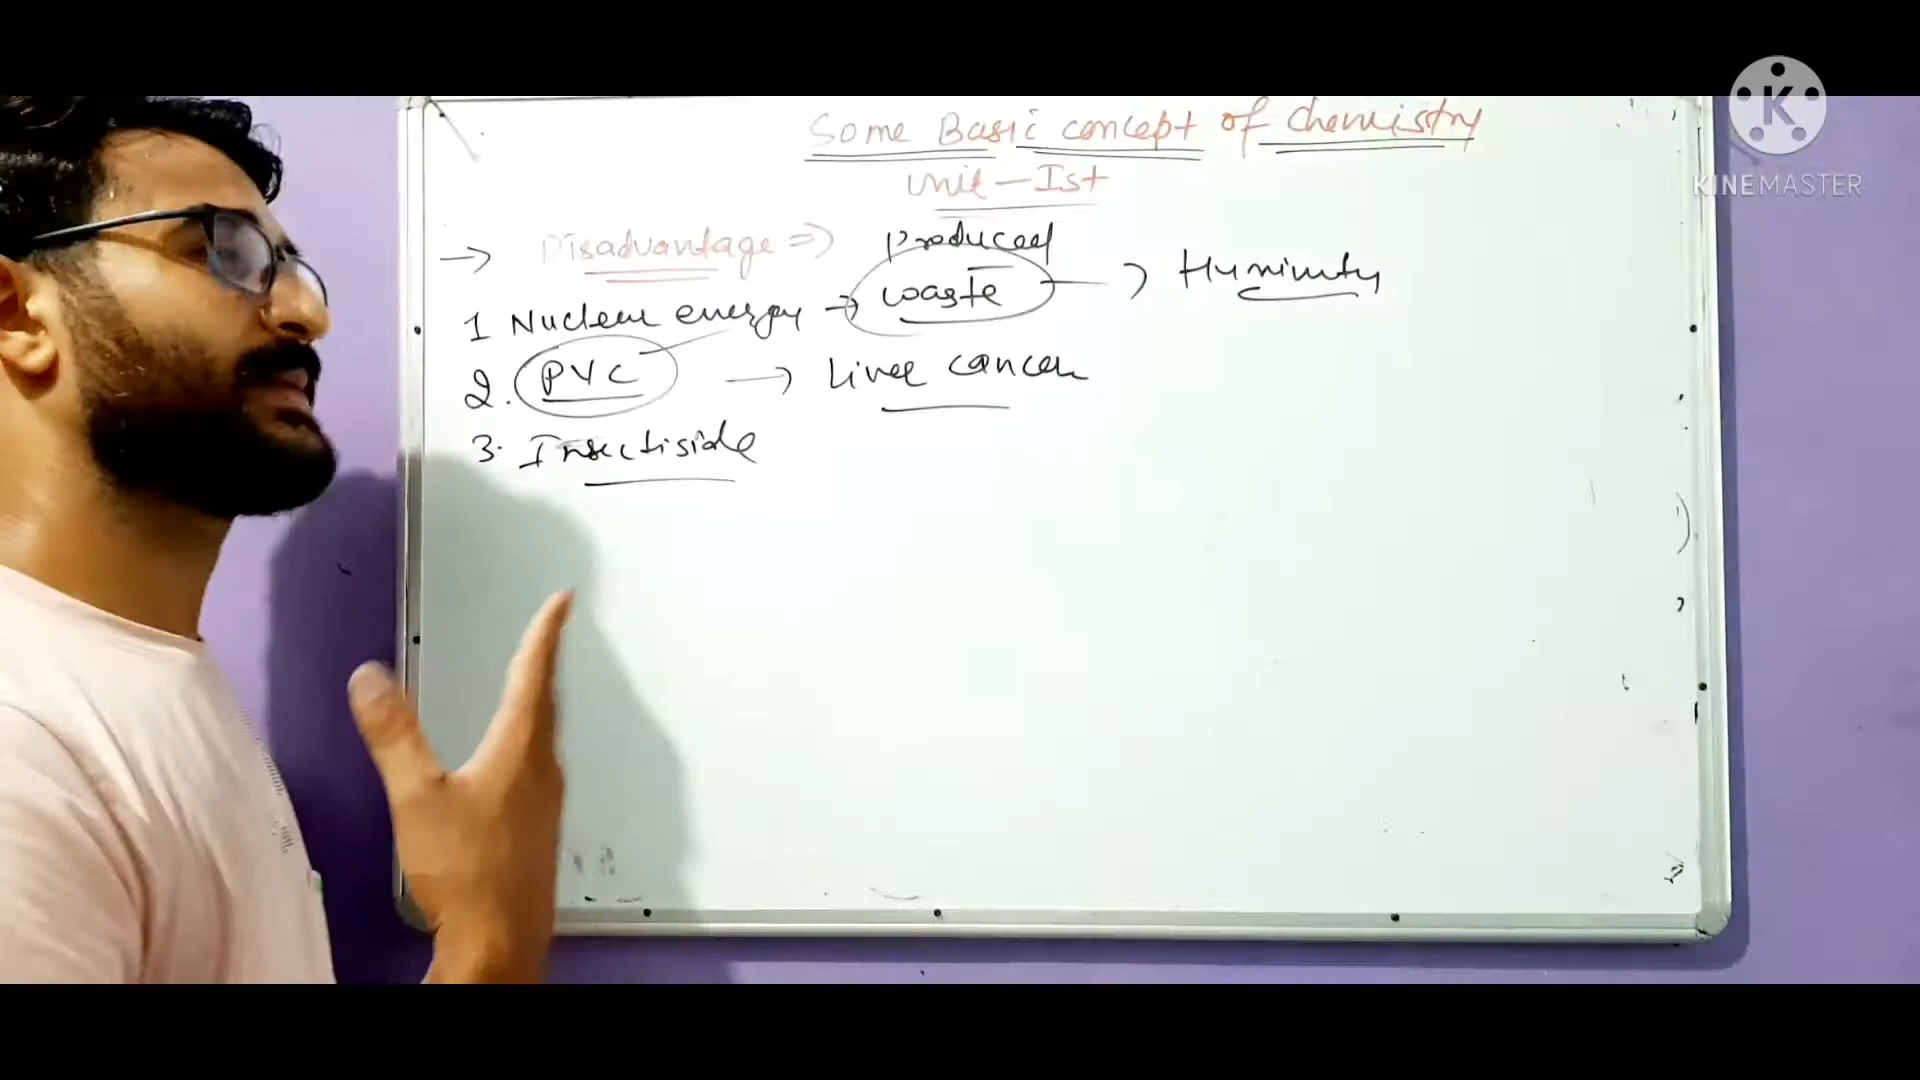 Some Basic concept of chemistry
Unit - Ist
→ Disadvantage ⇒ produced
1 Nuclear energy → waste → Huminity
2. PVC → Liver cancer
3. Insectiside
K
KINEMASTER